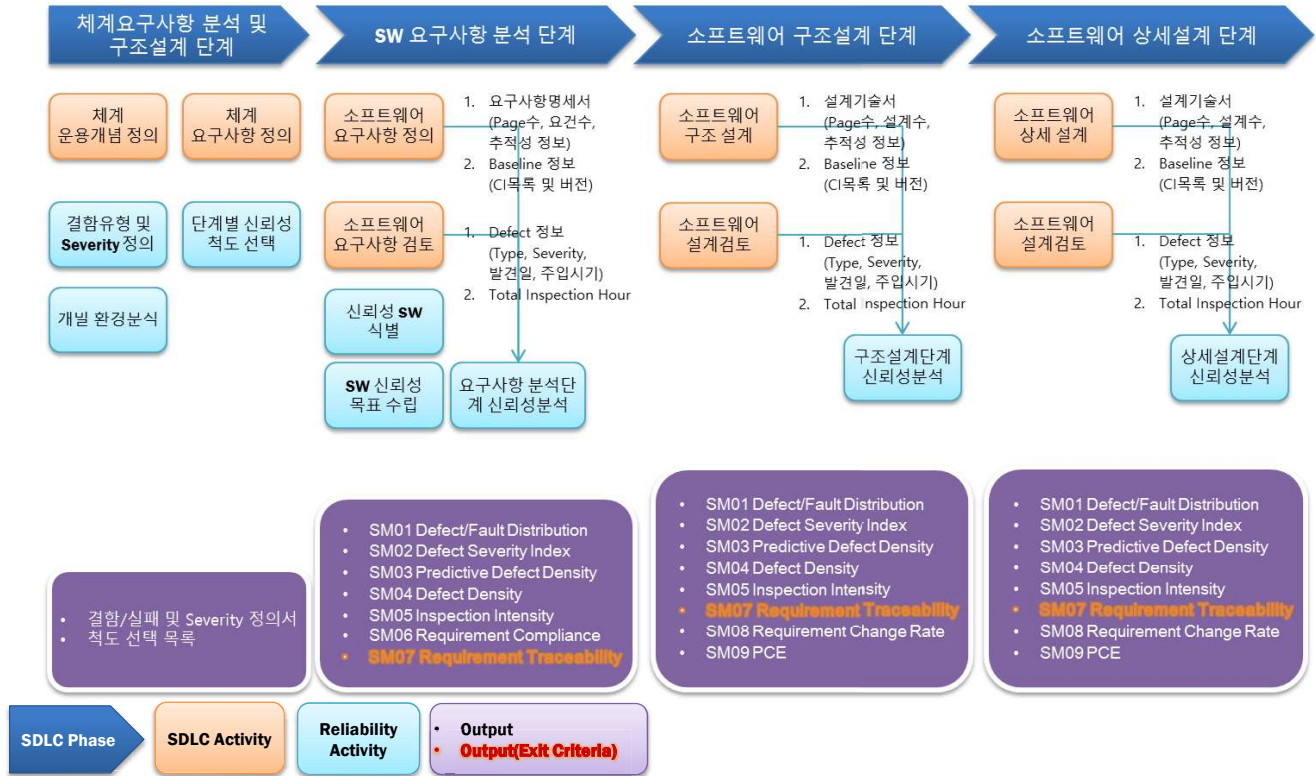 체계요구사항 분석 및
구조설계 단계
SW 요구사항 분석 단계
소프트웨어 구조설계 단계
소프트웨어 상세설계 단계
체계
운용개념 정의
체계
요구사항 정의
소프트웨어
요구사항 정의
1. 요구사항명세서
(Page수, 요건수,
추적성 정보)
2. Baseline 정보
(CI목록 및 버전)
소프트웨어
구조 설계
1. 설계기술서
(Page수, 설계수,
추적성 정보)
2. Baseline 정보
(CI목록 및 버전)
소프트웨어
상세 설계
1. 설계기술서
(Page수, 설계수,
추적성 정보)
2. Baseline 정보
(CI목록 및 버전)
결함유형 및
Severity 정의
단계별 신뢰성
척도 선택
소프트웨어
요구사항 검토
1. Defect 정보
(Type, Severity,
발견일, 주입시기)
2. Total Inspection Hour
소프트웨어
설계검토
1. Defect 정보
(Type, Severity,
발견일, 주입시기)
2. Total Inspection Hour
소프트웨어
설계검토
1. Defect 정보
(Type, Severity,
발견일, 주입시기)
2. Total Inspection Hour
개발 환경분석
신뢰성 SW
식별
SW 신뢰성
목표 수립
요구사항 분석단
계 신뢰성분석
구조설계단계
신뢰성분석
상세설계단계
신뢰성분석
• 결함/실패 및 Severity 정의서
• 척도 선택 목록
• SM01 Defect/Fault Distribution
• SM02 Defect Severity Index
• SM03 Predictive Defect Density
• SM04 Defect Density
• SM05 Inspection Intensity
• SM06 Requirement Compliance
• SM07 Requirement Traceability
• SM01 Defect/Fault Distribution
• SM02 Defect Severity Index
• SM03 Predictive Defect Density
• SM04 Defect Density
• SM05 Inspection Intensity
• SM07 Requirement Traceability
• SM08 Requirement Change Rate
• SM09 PCE
• SM01 Defect/Fault Distribution
• SM02 Defect Severity Index
• SM03 Predictive Defect Density
• SM04 Defect Density
• SM05 Inspection Intensity
• SM07 Requirement Traceability
• SM08 Requirement Change Rate
• SM09 PCE
SDLC Phase
SDLC Activity
Reliability
Activity
• Output
• Output(Exit Criteria)